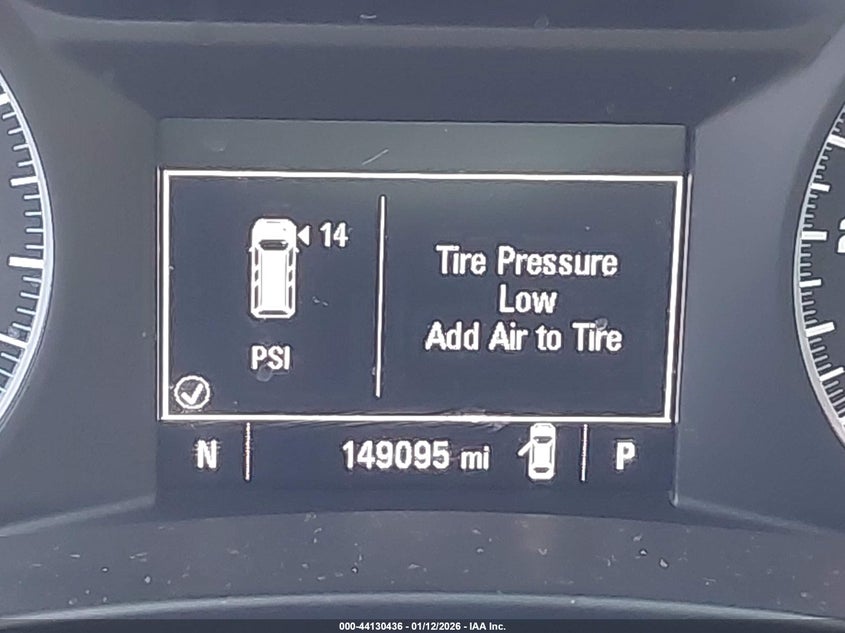 14
PSI
Tire Pressure
Low
Add Air to Tire
N 149095 mi P
000-44130436 - 01/12/2026 - IAA Inc.